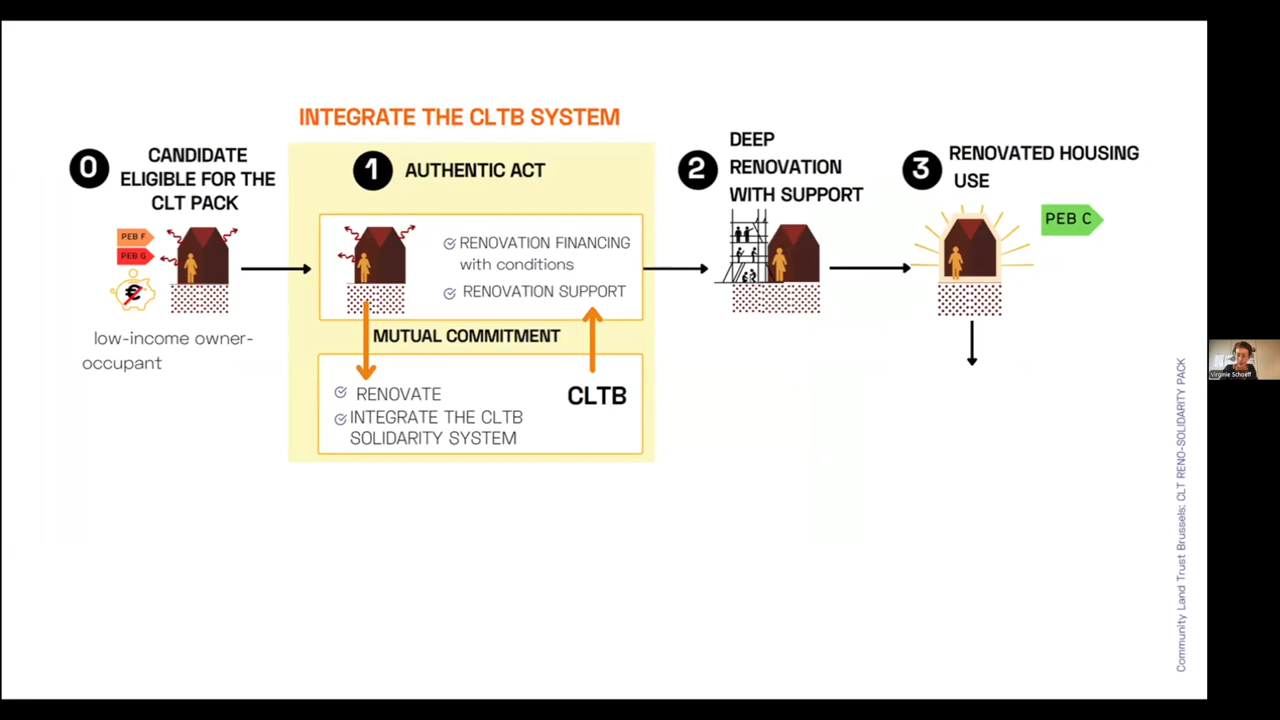 INTEGRATE THE CLTB SYSTEM
0
CANDIDATE
ELIGIBLE FOR THE
CLT PACK
PEB F
PEB G
€
low-income owner-
occupant
1
AUTHENTIC ACT
RENOVATION FINANCING
with conditions
RENOVATION SUPPORT
MUTUAL COMMITMENT
RENOVATE
INTEGRATE THE CLTB
SOLIDARITY SYSTEM
CLTB
2
DEEP
RENOVATION
WITH SUPPORT
3
RENOVATED HOUSING
USE
PEB C
Community Land Trust Brussels: CLT RENO-SOLIDARITY PACK
Virginie Schoeff